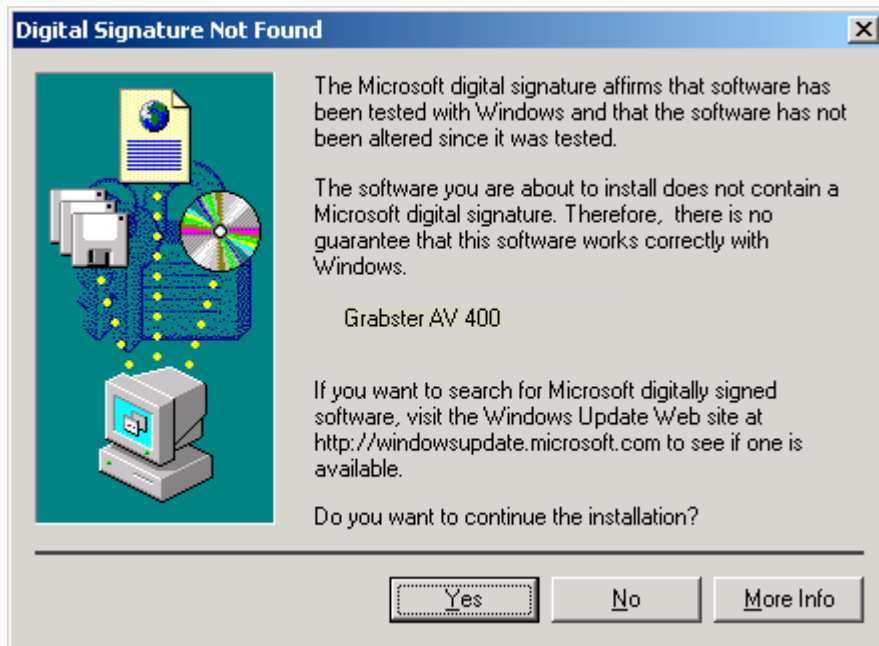 Digital Signature Not Found
The Microsoft digital signature affirms that software has
been tested with Windows and that the software has not
been altered since it was tested.
The software you are about to install does not contain a
Microsoft digital signature. Therefore,  there is no
guarantee that this software works correctly with
Windows.
Grabster AV 400
If you want to search for Microsoft digitally signed
software, visit the Windows Update Web site at
http://windowsupdate.microsoft.com to see if one is
available.
Do you want to continue the installation?
Yes No More Info